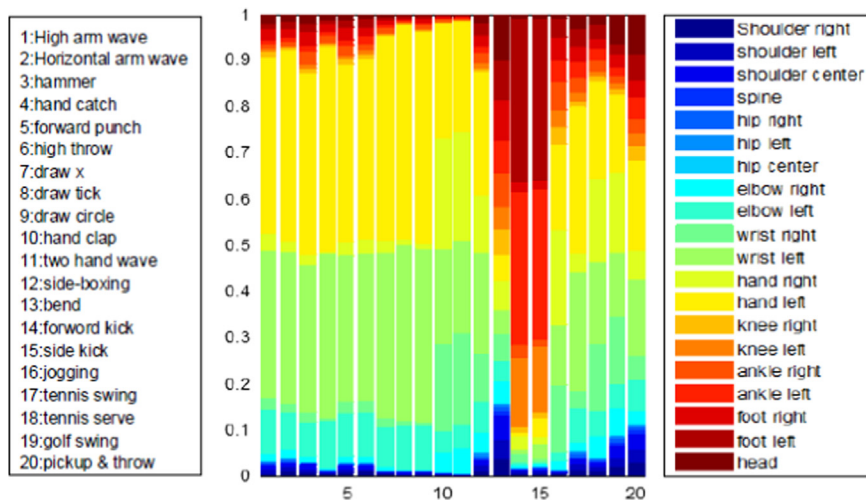 1:High arm wave
2:Horizontal arm wave
3:hammer
4:hand catch
5:forward punch
6:high throw
7:draw x
8:draw tick
9:draw circle
10:hand clap
11:two hand wave
12:side-boxing
13:bend
14:forword kick
15:side kick
16:jogging
17:tennis swing
18:tennis serve
19:golf swing
20:pickup & throw
1
0.9
0.8
0.7
0.6
0.5
0.4
0.3
0.2
0.1
0
5
10
15
20
Shoulder right
shoulder left
shoulder center
spine
hip right
hip left
hip center
elbow right
elbow left
wrist right
wrist left
hand right
hand left
knee right
knee left
ankle right
ankle left
foot right
foot left
head